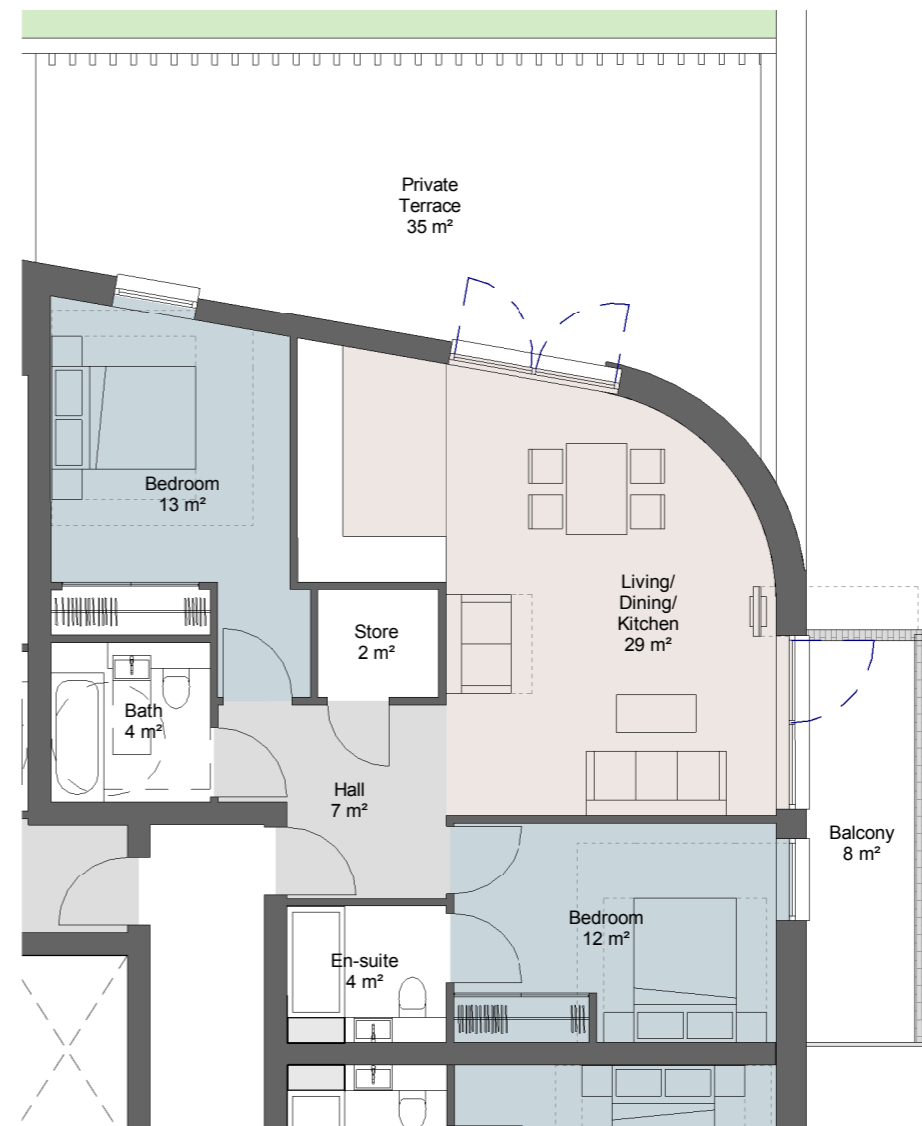 Private
Terrace
35 m²
Bedroom
13 m²
Living/
Dining/
Kitchen
29 m²
Store
2 m²
Bath
4 m²
Hall
7 m²
Balcony
8 m²
Bedroom
12 m²
En-suite
4 m²